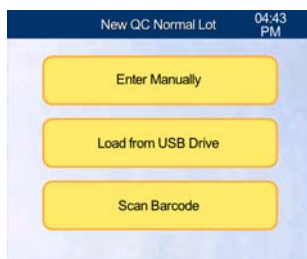 New QC Normal Lot
04:43
PM
Enter Manually
Load from USB Drive
Scan Barcode